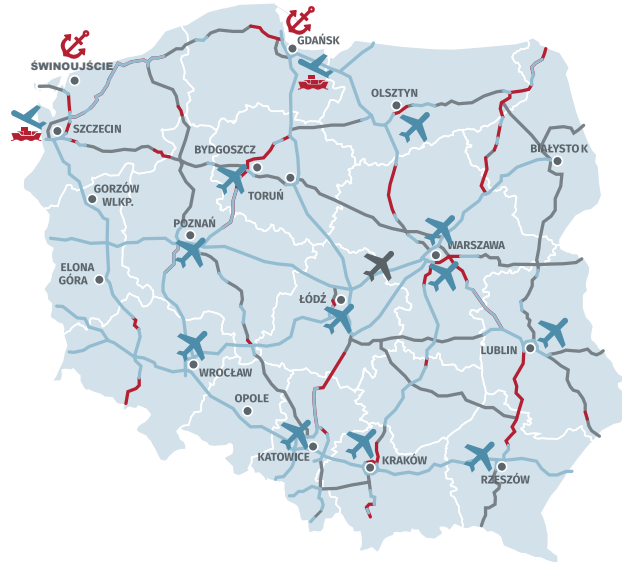 GDAŃSK
ŚWINOUJŚCIE
OLSZTYN
SZCZECIN
BYDGOSZCZ
BIAŁYSTOK
TORUŃ
GORZÓW
WLKP.
POZNAŃ
WARSZAWA
ELONA
GÓRA
ŁÓDŹ
LUBLIN
WROCŁAW
OPOLE
KATOWICE
KRAKÓW
RZESZÓW